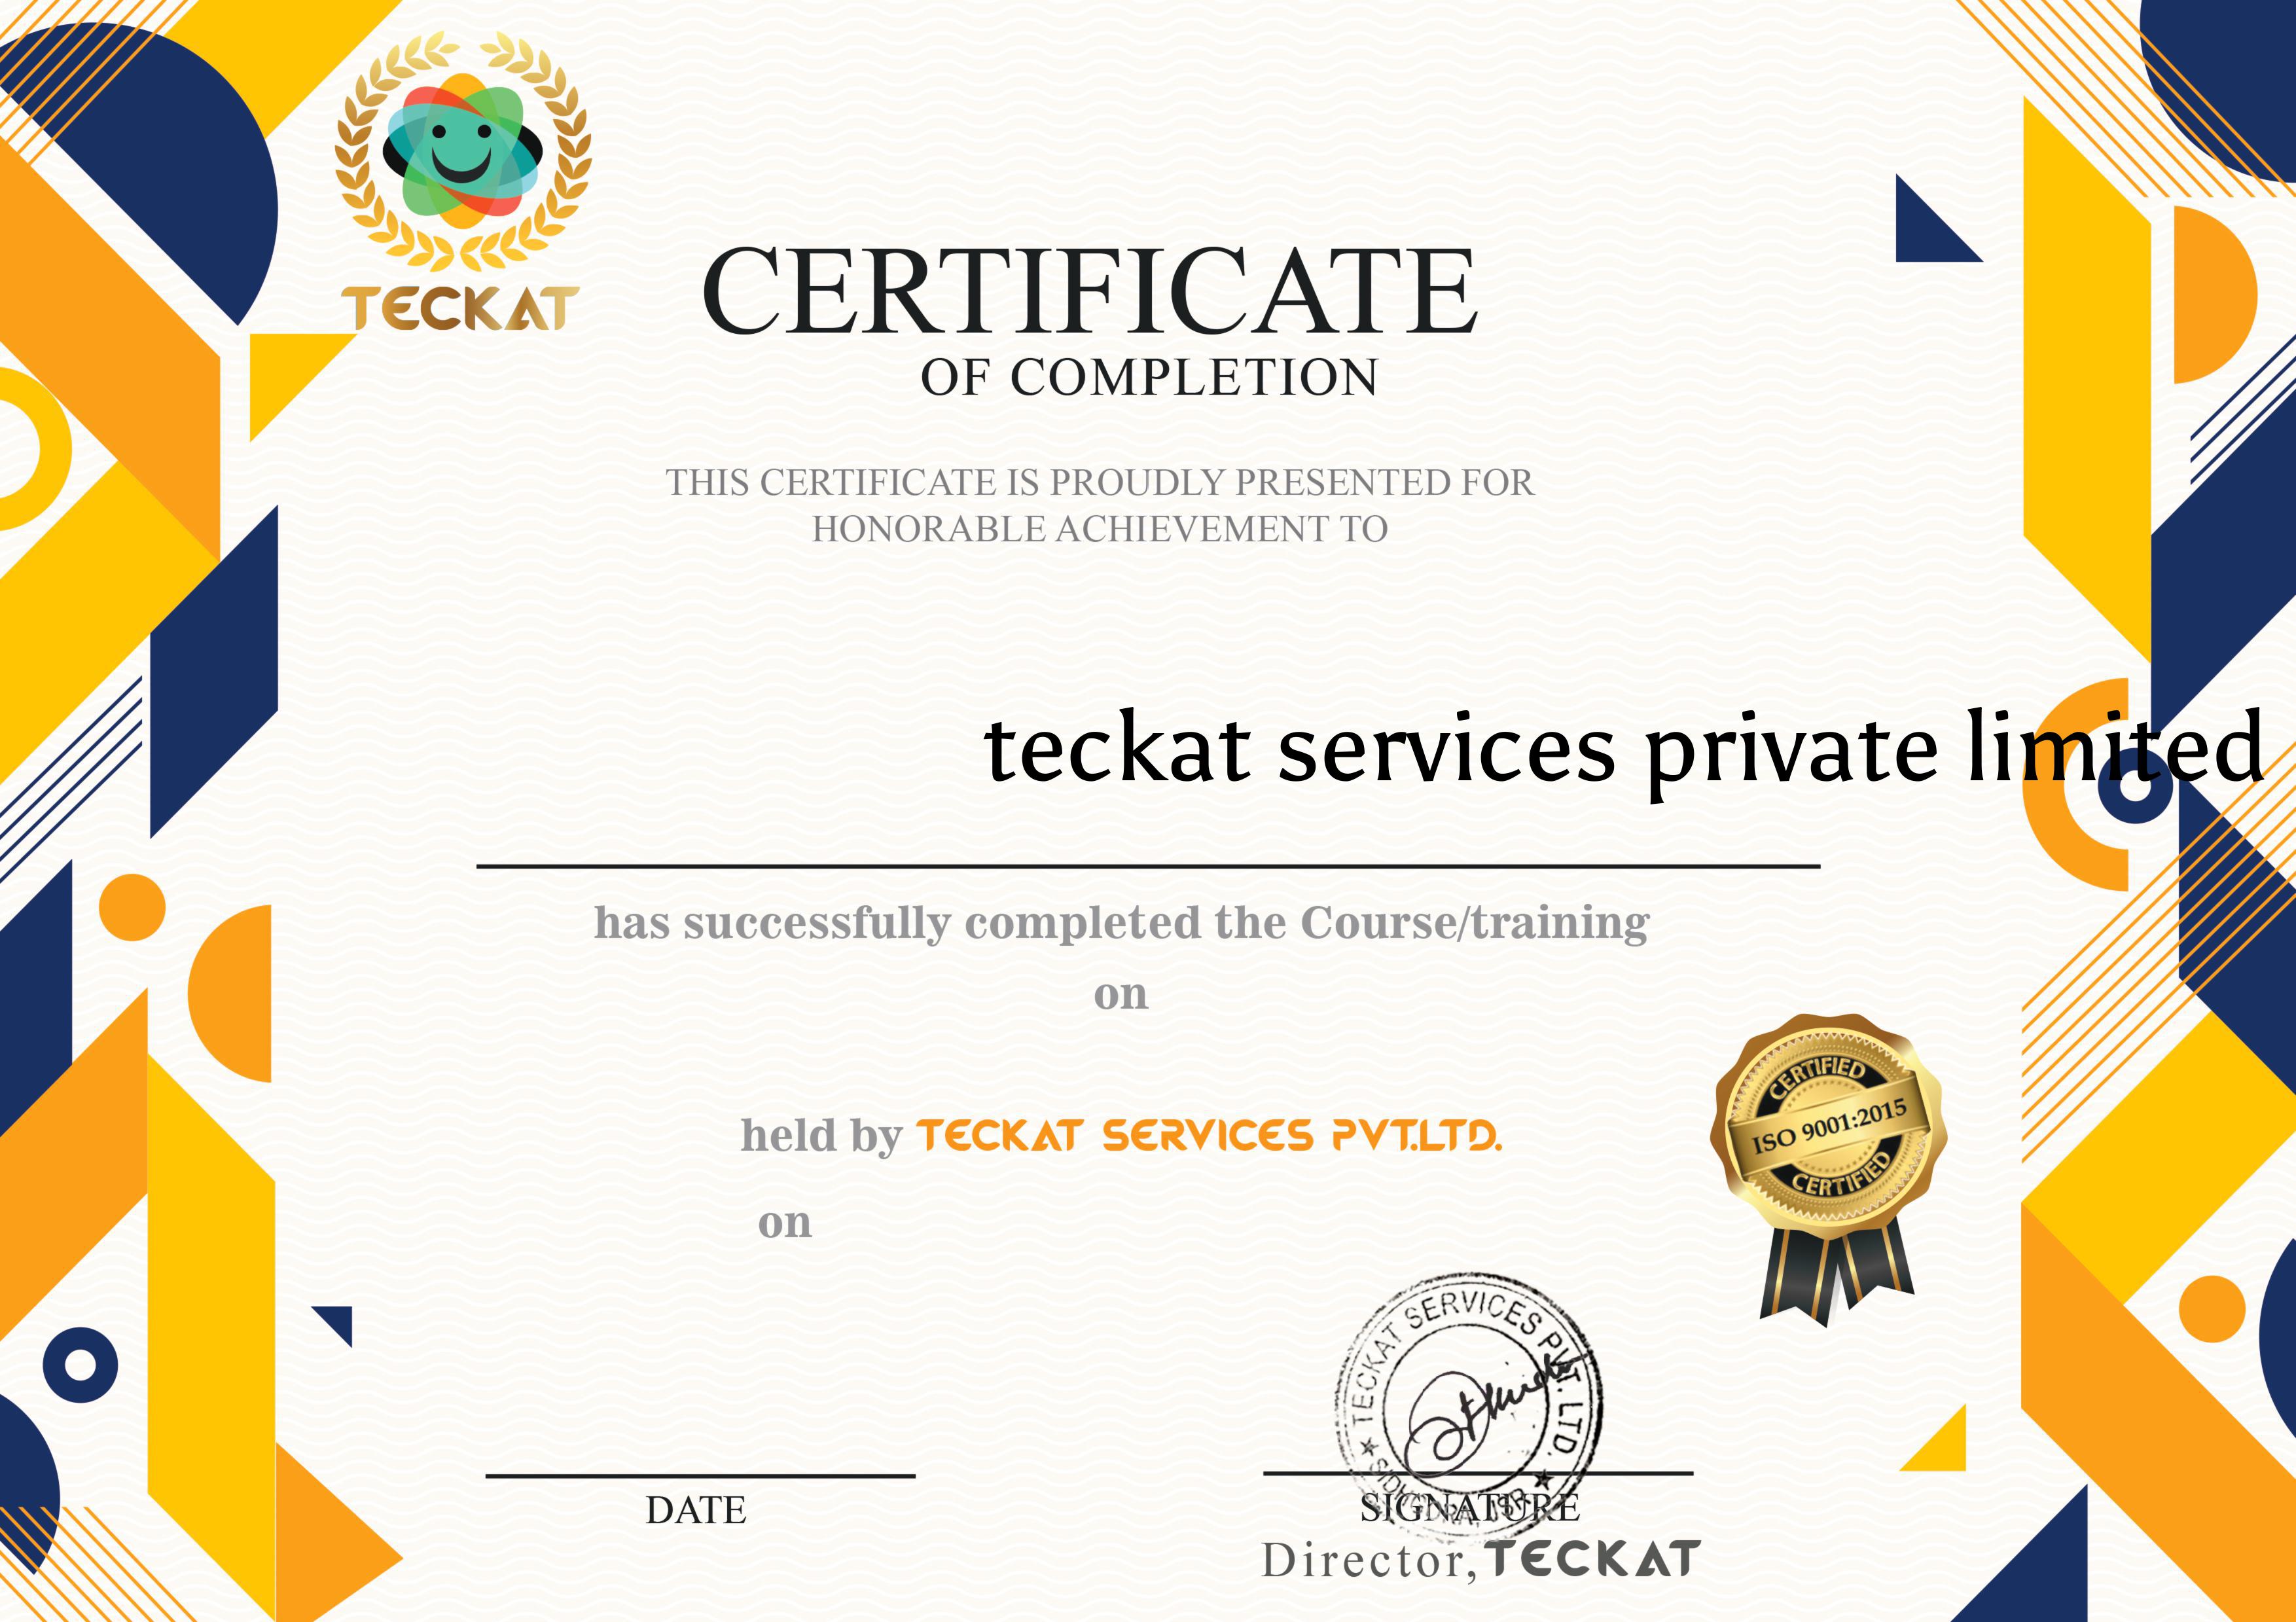 TECKAT
CERTIFICATE
OF COMPLETION
THIS CERTIFICATE IS PROUDLY PRESENTED FOR
HONORABLE ACHIEVEMENT TO
teckat services private limited
has successfully completed the Course/training
on
held by TECKAT SERVICES PVT.LTD.
on
CERTIFIED
ISO 9001:2015
CERTIFIED
TECKAT SERVICES PVT. LTD.
DATE
SIGNATURE
Director, TECKAT